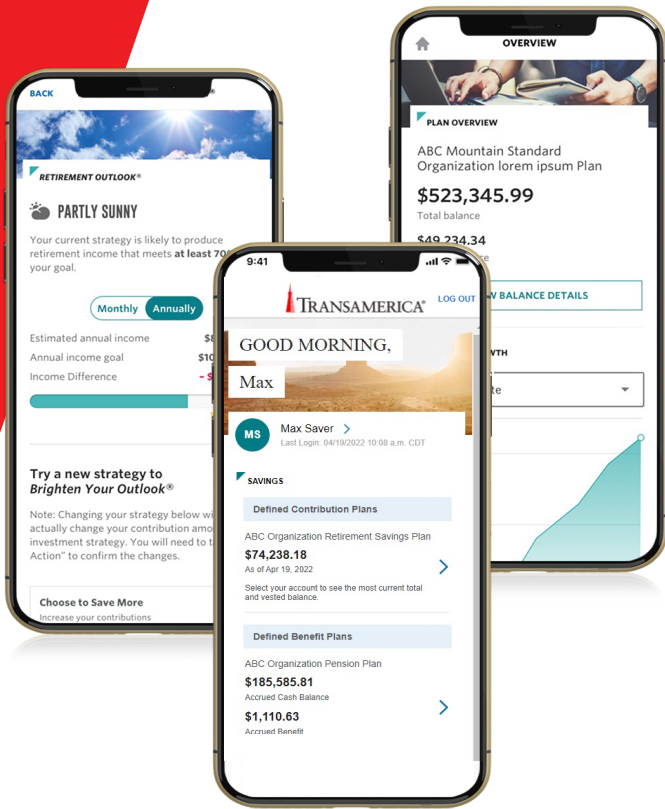 BACK
RETIREMENT OUTLOOK®
PARTLY SUNNY
Your current strategy is likely to produce
retirement income that meets at least
your goal.
Monthly
Annually
Estimated annual income
Annual income goal
Income Difference
Try a new strategy to
Brighten Your Outlook®
Note: Changing your strategy below
actually change your contribution
investment strategy. You will need to
Action” to confirm the changes.
Choose to Save More
Increase your contributions
9:41
TRANSAMERICA®
LOG OUT
GOOD MORNING,
Max
MS
Max Saver
Last Login: 04/19/2022 10:08 a.m. CDT
SAVINGS
Defined Contribution Plans
ABC Organization Retirement Savings Plan
$74,238.18
As of Apr 19, 2022
Select your account to see the most current total
and vested balance.
Defined Benefit Plans
ABC Organization Pension Plan
$185,585.81
Accrued Cash Balance
$1,110.63
Accrued Benefit
OVERVIEW
PLAN OVERVIEW
ABC Mountain Standard
Organization lorem ipsum Plan
$523,345.99
Total balance
$49,234.34
BALANCE DETAILS